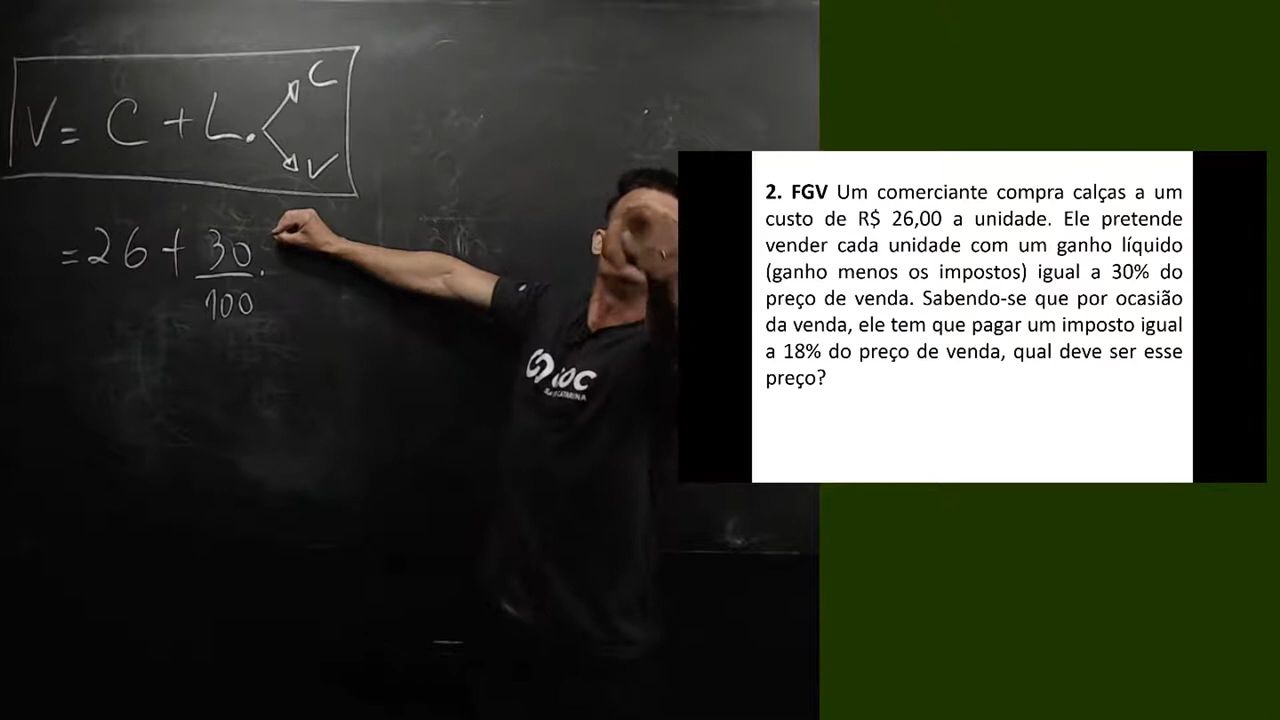 V = C + L. C
V
= 26 + 30
100 .
2. FGV Um comerciante compra calças a um
custo de R$ 26,00 a unidade. Ele pretende
vender cada unidade com um ganho líquido
(ganho menos os impostos) igual a 30% do
preço de venda. Sabendo-se que por ocasião
da venda, ele tem que pagar um imposto igual
a 18% do preço de venda, qual deve ser esse
preço?